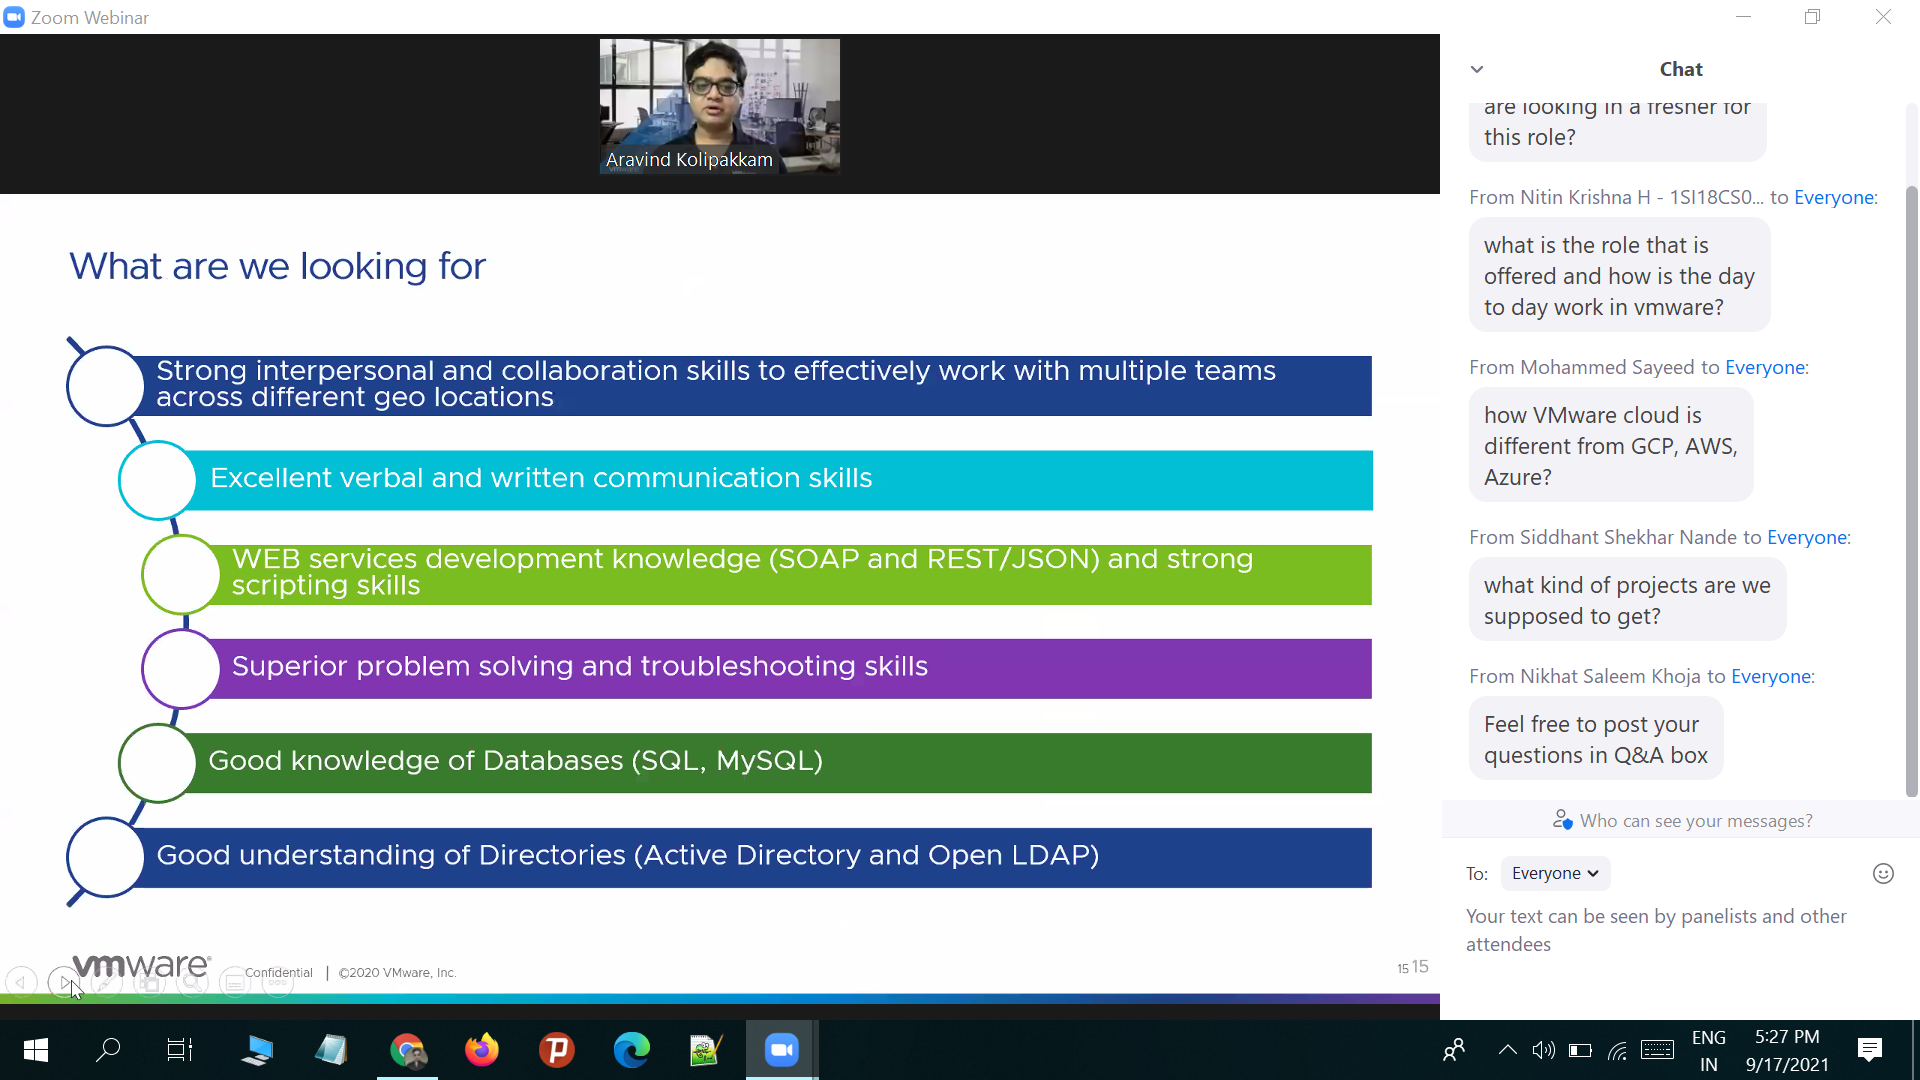 Zoom Webinar
Aravind Kolipakkam
What are we looking for
Strong interpersonal and collaboration skills to effectively work with multiple teams
across different geo locations
Excellent verbal and written communication skills
WEB services development knowledge (SOAP and REST/JSON) and strong
scripting skills
Superior problem solving and troubleshooting skills
Good knowledge of Databases (SQL, MySQL)
Good understanding of Directories (Active Directory and Open LDAP)
vmware®
Confidential | ©2020 VMware, Inc.
15 15
Chat
are looking in a fresher for
this role?
From Nitin Krishna H - 1SI18CS0... to Everyone:
what is the role that is
offered and how is the day
to day work in vmware?
From Mohammed Sayeed to Everyone:
how VMware cloud is
different from GCP, AWS,
Azure?
From Siddhant Shekhar Nande to Everyone:
what kind of projects are we
supposed to get?
From Nikhat Saleem Khoja to Everyone:
Feel free to post your
questions in Q&A box
Who can see your messages?
To: Everyone
Your text can be seen by panelists and other
attendees
ENG
IN
5:27 PM
9/17/2021